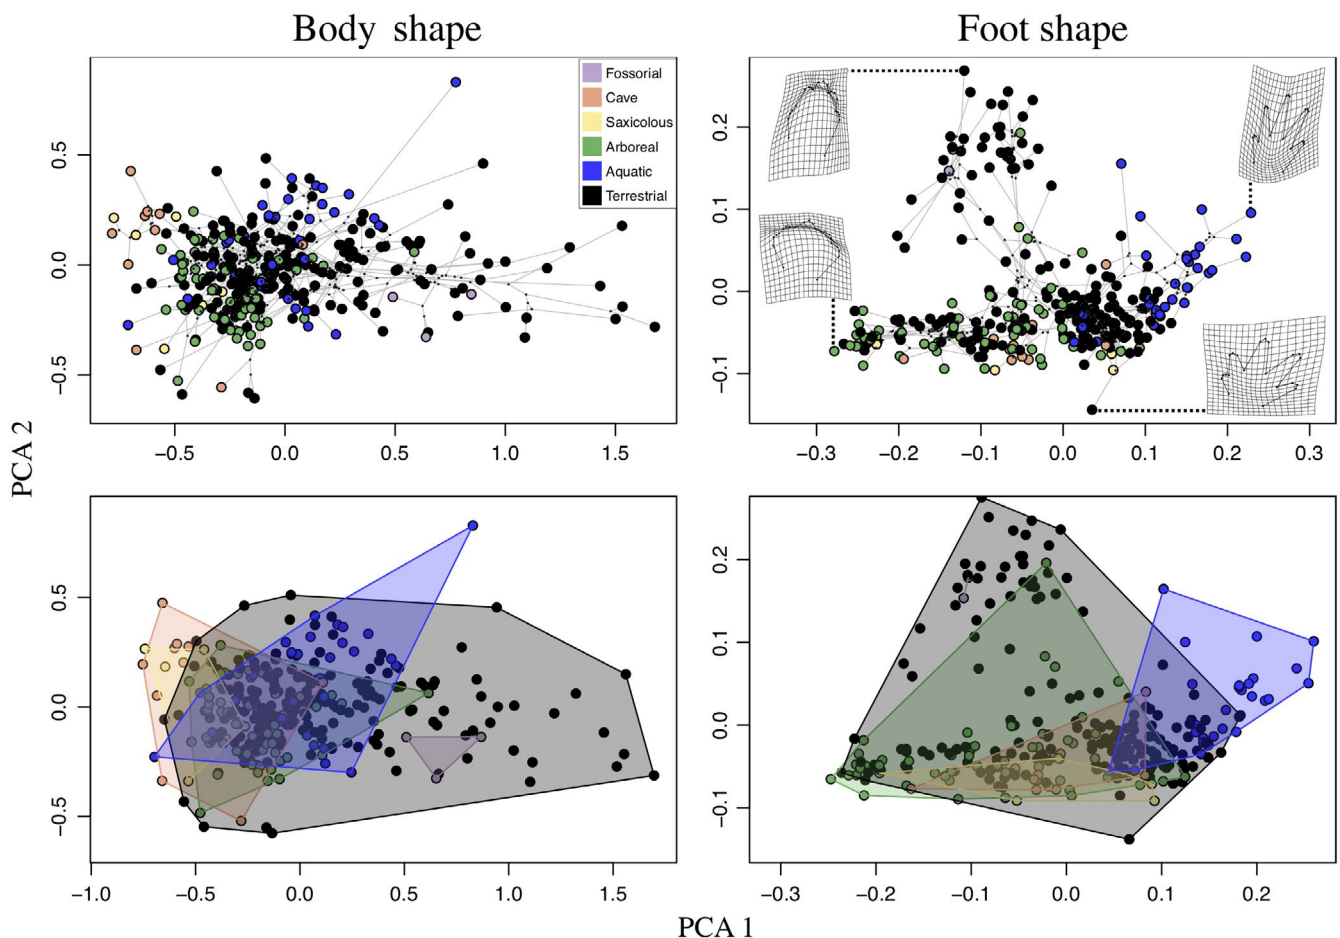 Body shape
Foot shape
Fossorial
Cave
Saxicolous
Arboreal
Aquatic
Terrestrial
0.5
0.0
−0.5
−0.5 0.0 0.5 1.0 1.5
0.2
0.1
0.0
−0.1
−0.3 −0.2 −0.1 0.0 0.1 0.2 0.3
PCA 2
0.5
0.0
−0.5
−1.0 −0.5 0.0 0.5 1.0 1.5
0.2
0.1
0.0
−0.1
−0.3 −0.2 −0.1 0.0 0.1 0.2
PCA 1